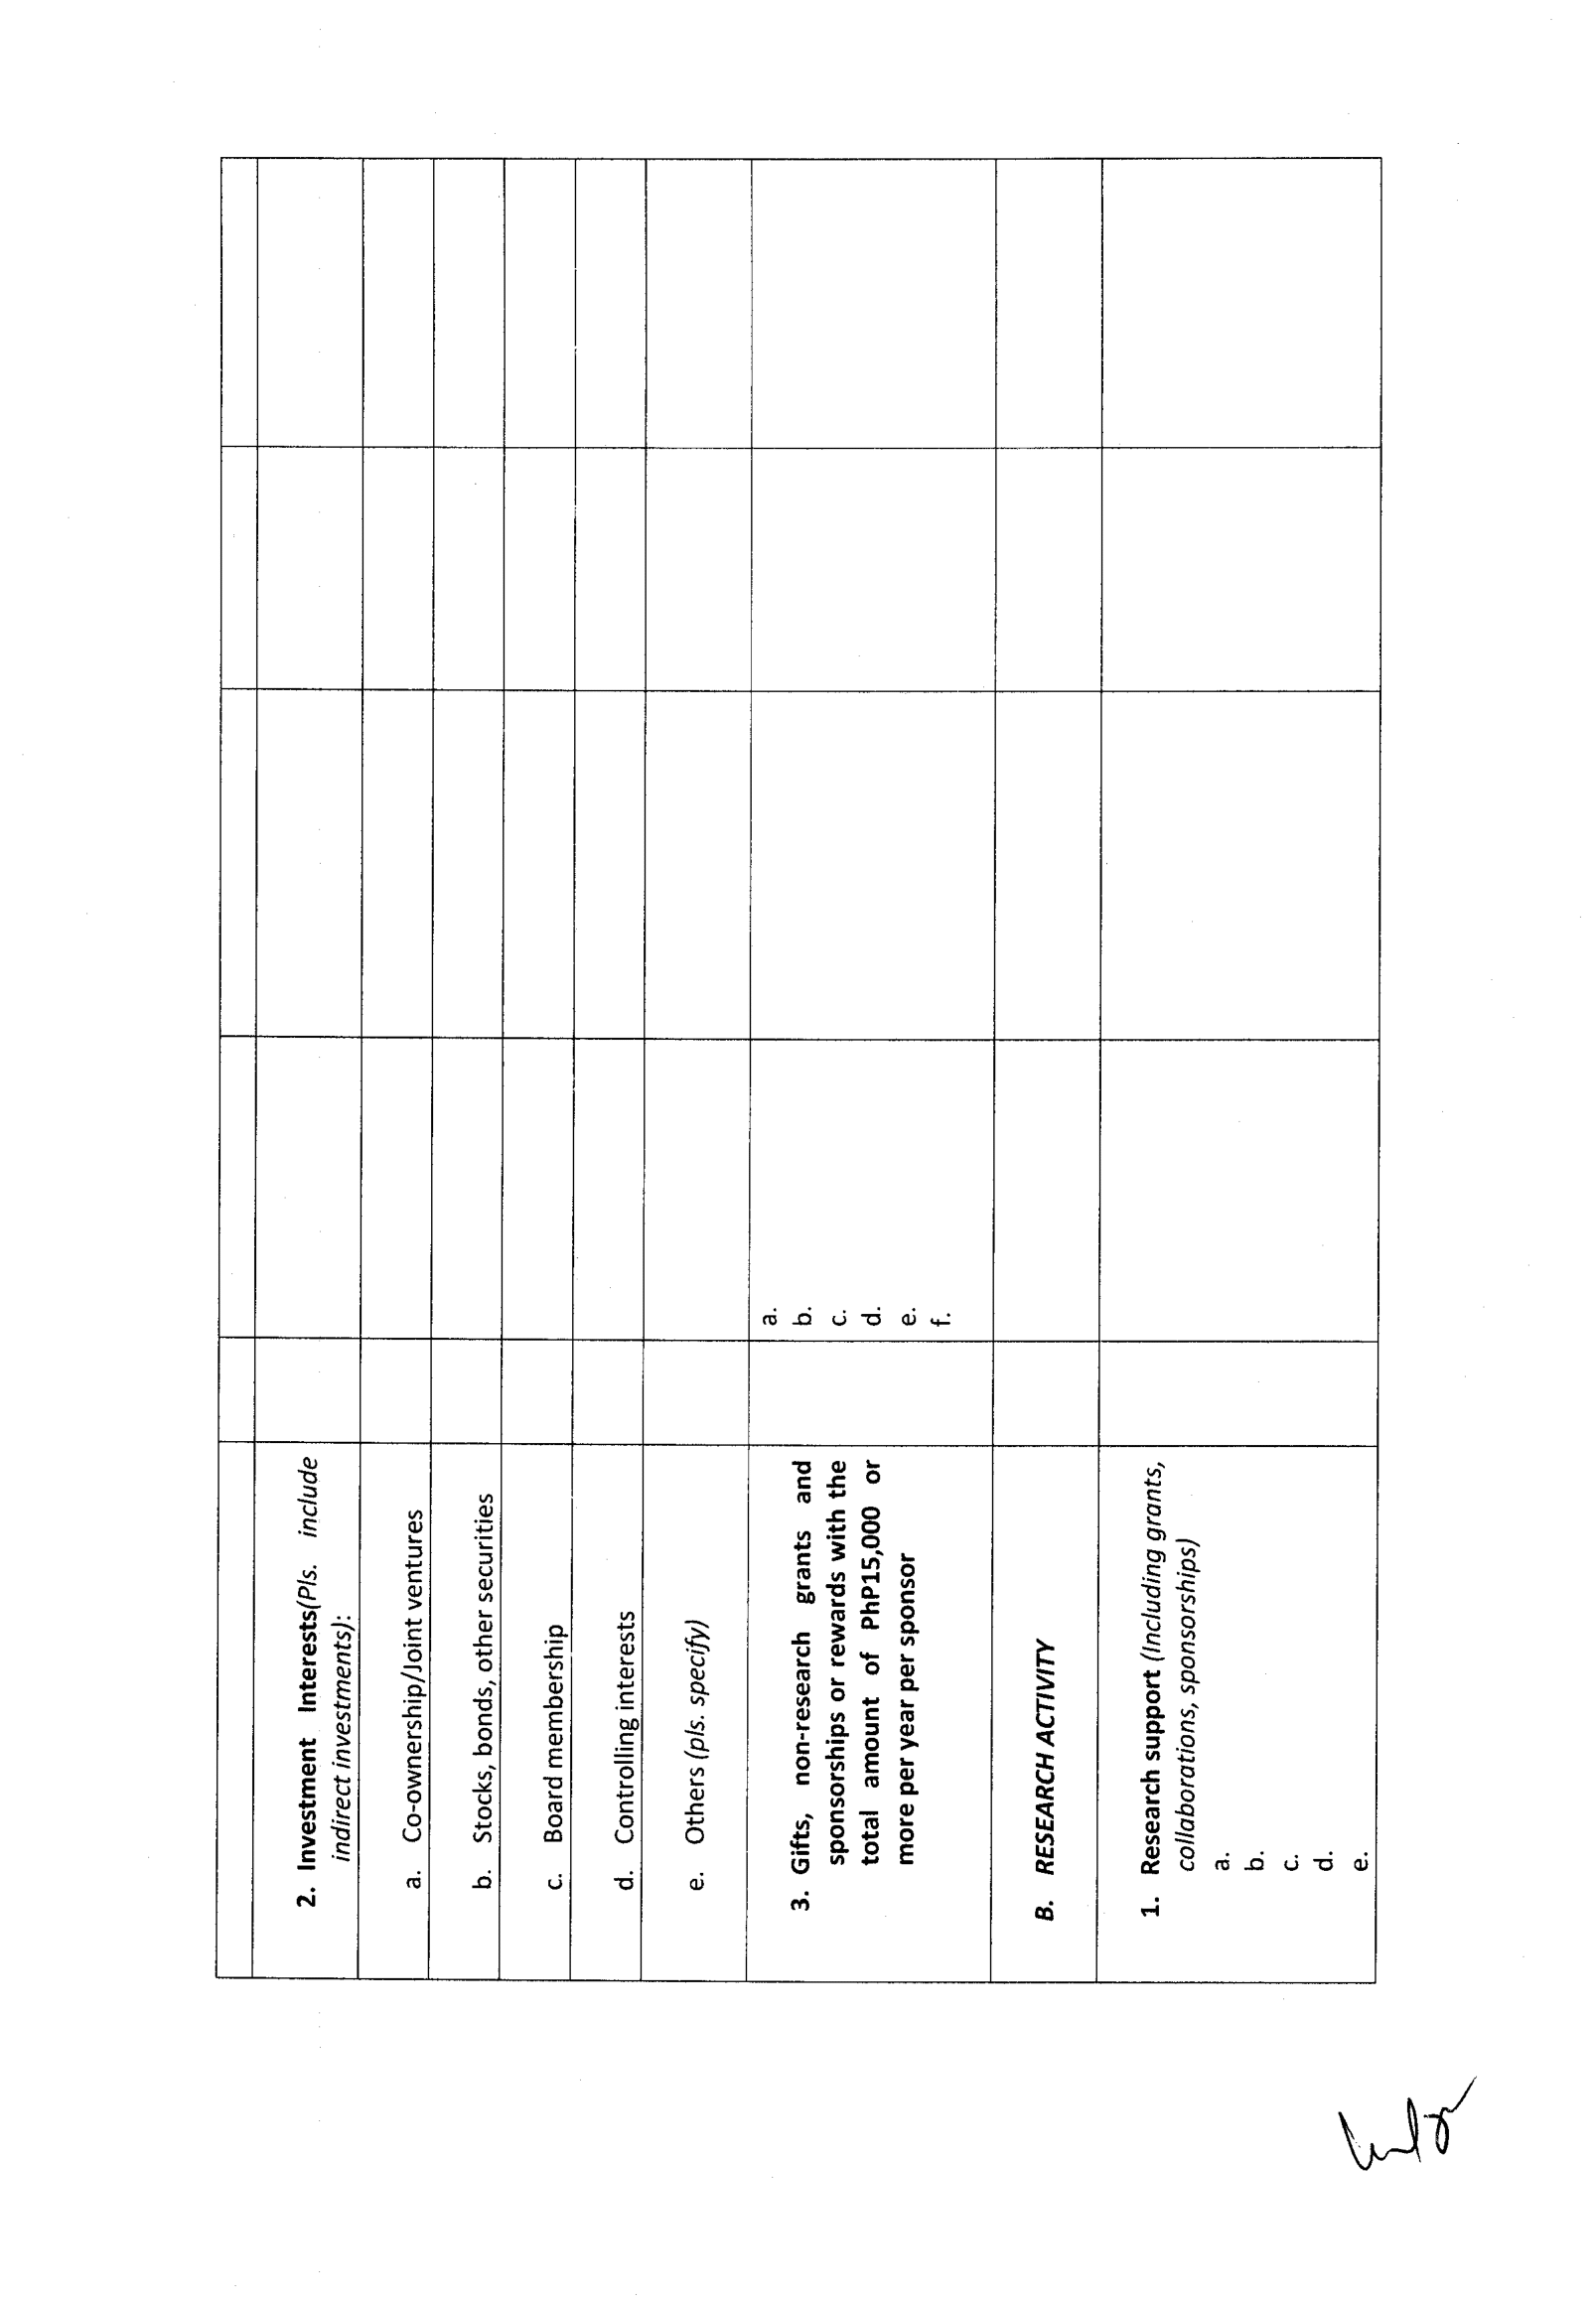 2. Investment Interests(Pls. include
indirect investments):
a. Co-ownership/Joint ventures
b. Stocks, bonds, other securities
c. Board membership
d. Controlling interests
e. Others (pls. specify)
3. Gifts, non-research grants and
sponsorships or rewards with the
total amount of PhP15,000 or
more per year per sponsor
a.
b.
c.
d.
e.
f.
B. RESEARCH ACTIVITY
1. Research support (Including grants,
collaborations, sponsorships)
a.
b.
c.
d.
e.